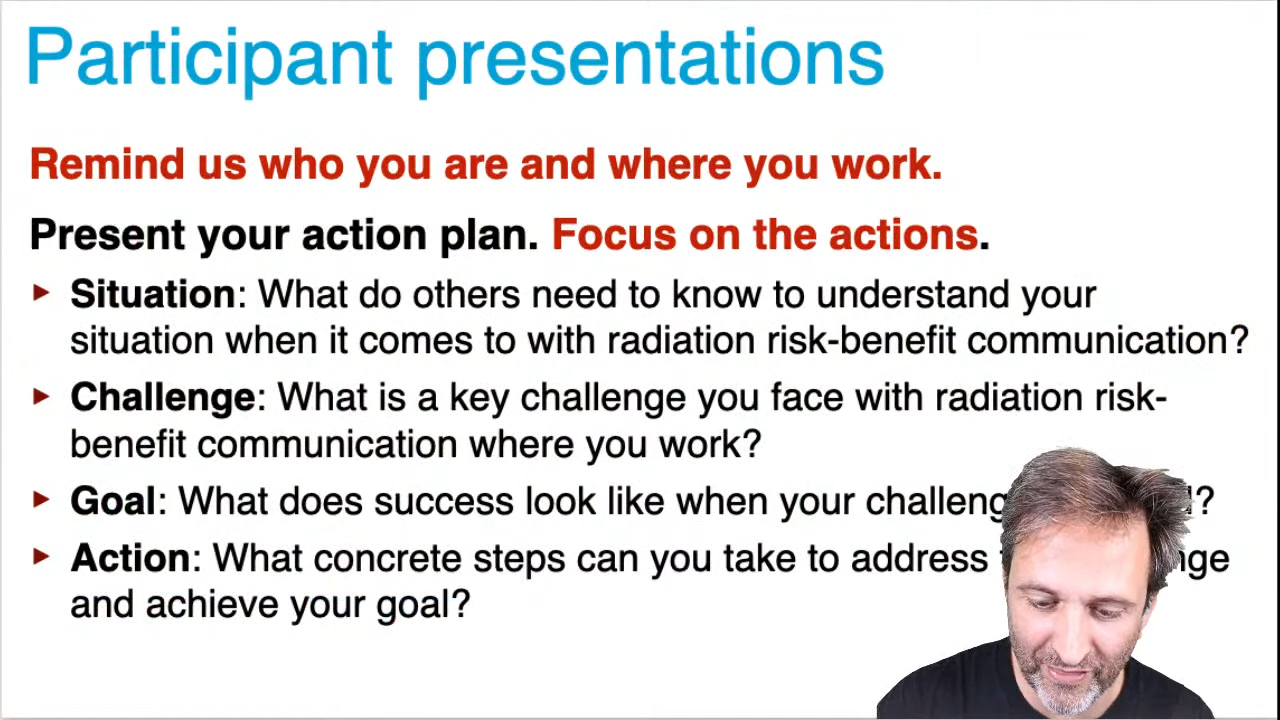 Participant presentations
Remind us who you are and where you work.
Present your action plan. Focus on the actions.
Situation: What do others need to know to understand your
situation when it comes to with radiation risk-benefit communication?
Challenge: What is a key challenge you face with radiation risk-
benefit communication where you work?
Goal: What does success look like when your
Action: What concrete steps can you take to address
and achieve your goal?